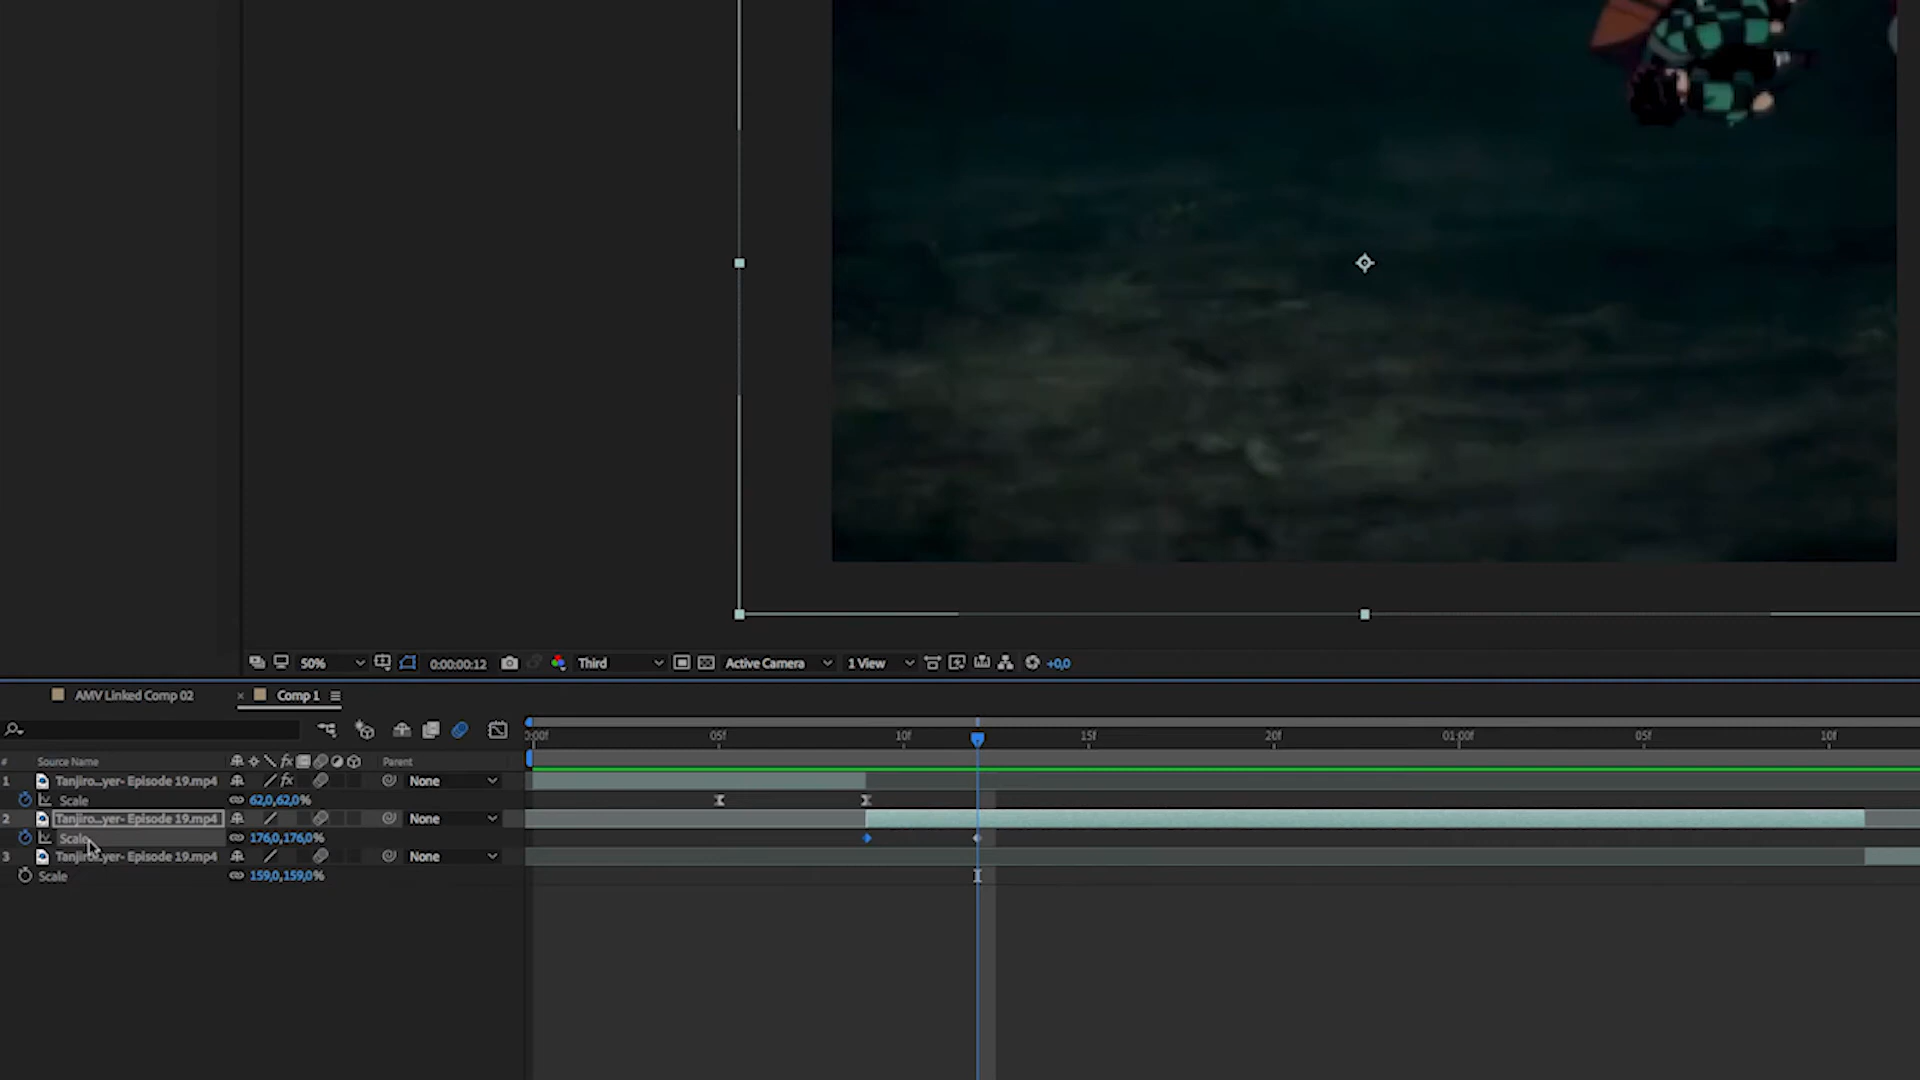 50% 0:00:00:12 Third Active Camera 1 View +0,0
AMV Linked Comp 02 × Comp 1
0:00f 05f 10f 15f 20f 01:00f 05f 10f
# Source Name fx Parent
1 Tanjiro...yer- Episode 19.mp4 fx None
Scale 62,0,62,0%
2 Tanjiro...yer- Episode 19.mp4 None
Scale 176,0,176,0%
3 Tanjiro...yer- Episode 19.mp4 None
Scale 159,0,159,0%